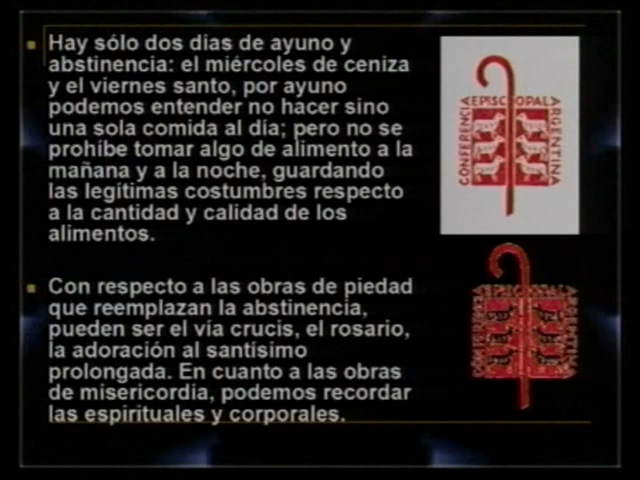 Hay sólo dos días de ayuno y
abstinencia: el miércoles de ceniza
y el viernes santo, por ayuno
podemos entender no hacer sino
una sola comida al día; pero no se
prohíbe tomar algo de alimento a la
mañana y a la noche, guardando
las legítimas costumbres respecto
a la cantidad y calidad de los
alimentos.
Con respecto a las obras de piedad
que reemplazan la abstinencia,
pueden ser el vía crucis, el rosario,
la adoración al santísimo
prolongada. En cuanto a las obras
de misericordia, podemos recordar
las espirituales y corporales.
CONFERENCIA EPISCOPAL ARGENTINA
CONFERENCIA EPISCOPAL ARGENTINA